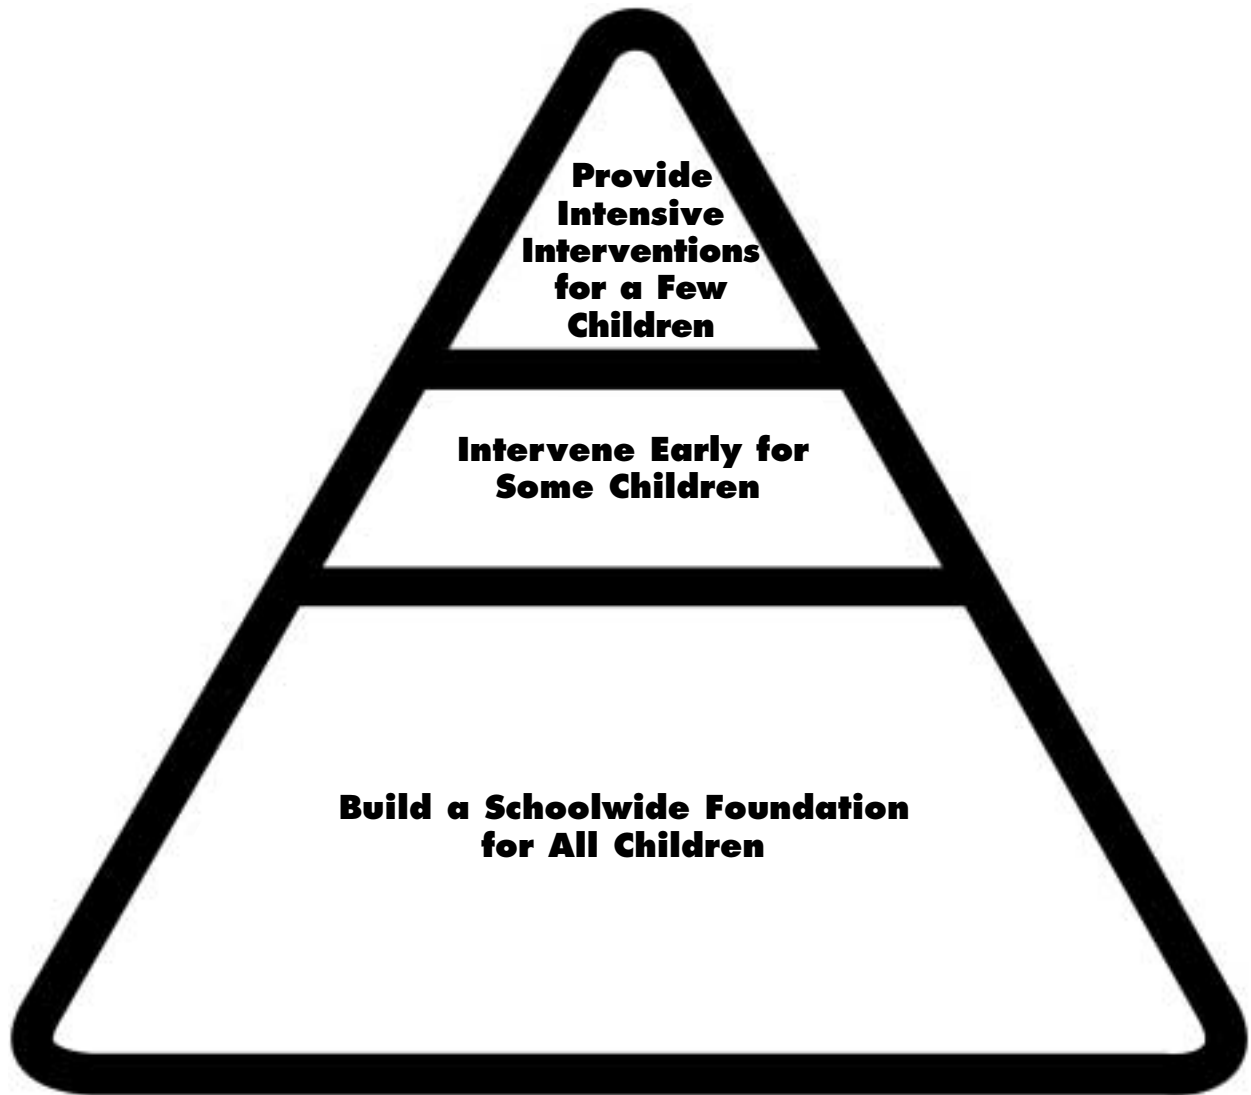 Provide
Intensive
Interventions
for a Few
Children
Intervene Early for
Some Children
Build a Schoolwide Foundation
for All Children